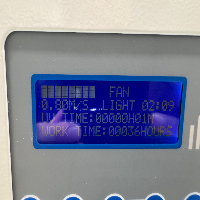 FAN
0.80M/S LIGHT 02:09
UV TIME:00000H01M
WORK TIME:00036HOURS